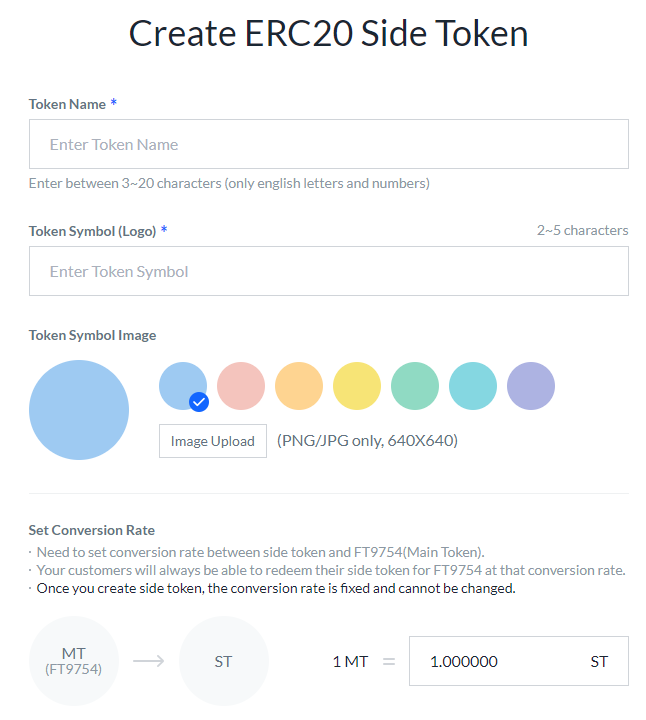 Create ERC20 Side Token
Token Name *
Enter Token Name
Enter between 3~20 characters (only english letters and numbers)
Token Symbol (Logo) * 2~5 characters
Enter Token Symbol
Token Symbol Image
Image Upload (PNG/JPG only, 640X640)
Set Conversion Rate
· Need to set conversion rate between side token and FT9754(Main Token).
· Your customers will always be able to redeem their side token for FT9754 at that conversion rate.
· Once you create side token, the conversion rate is fixed and cannot be changed.
MT
(FT9754)
→ ST 1 MT = 1.000000 ST